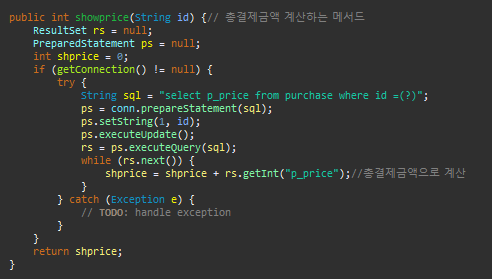 public int showprice(String id) {// 총결제금액 계산하는 메서드
    ResultSet rs = null;
    PreparedStatement ps = null;
    int shprice = 0;
    if (getConnection() != null) {
        try {
            String sql = "select p_price from purchase where id =(?)";
            ps = conn.prepareStatement(sql);
            ps.setString(1, id);
            ps.executeUpdate();
            rs = ps.executeQuery(sql);
            while (rs.next()) {
                shprice = shprice + rs.getInt("p_price");//총결제금액으로 계산
            }
        } catch (Exception e) {
            // TODO: handle exception
        }
    }
    return shprice;
}